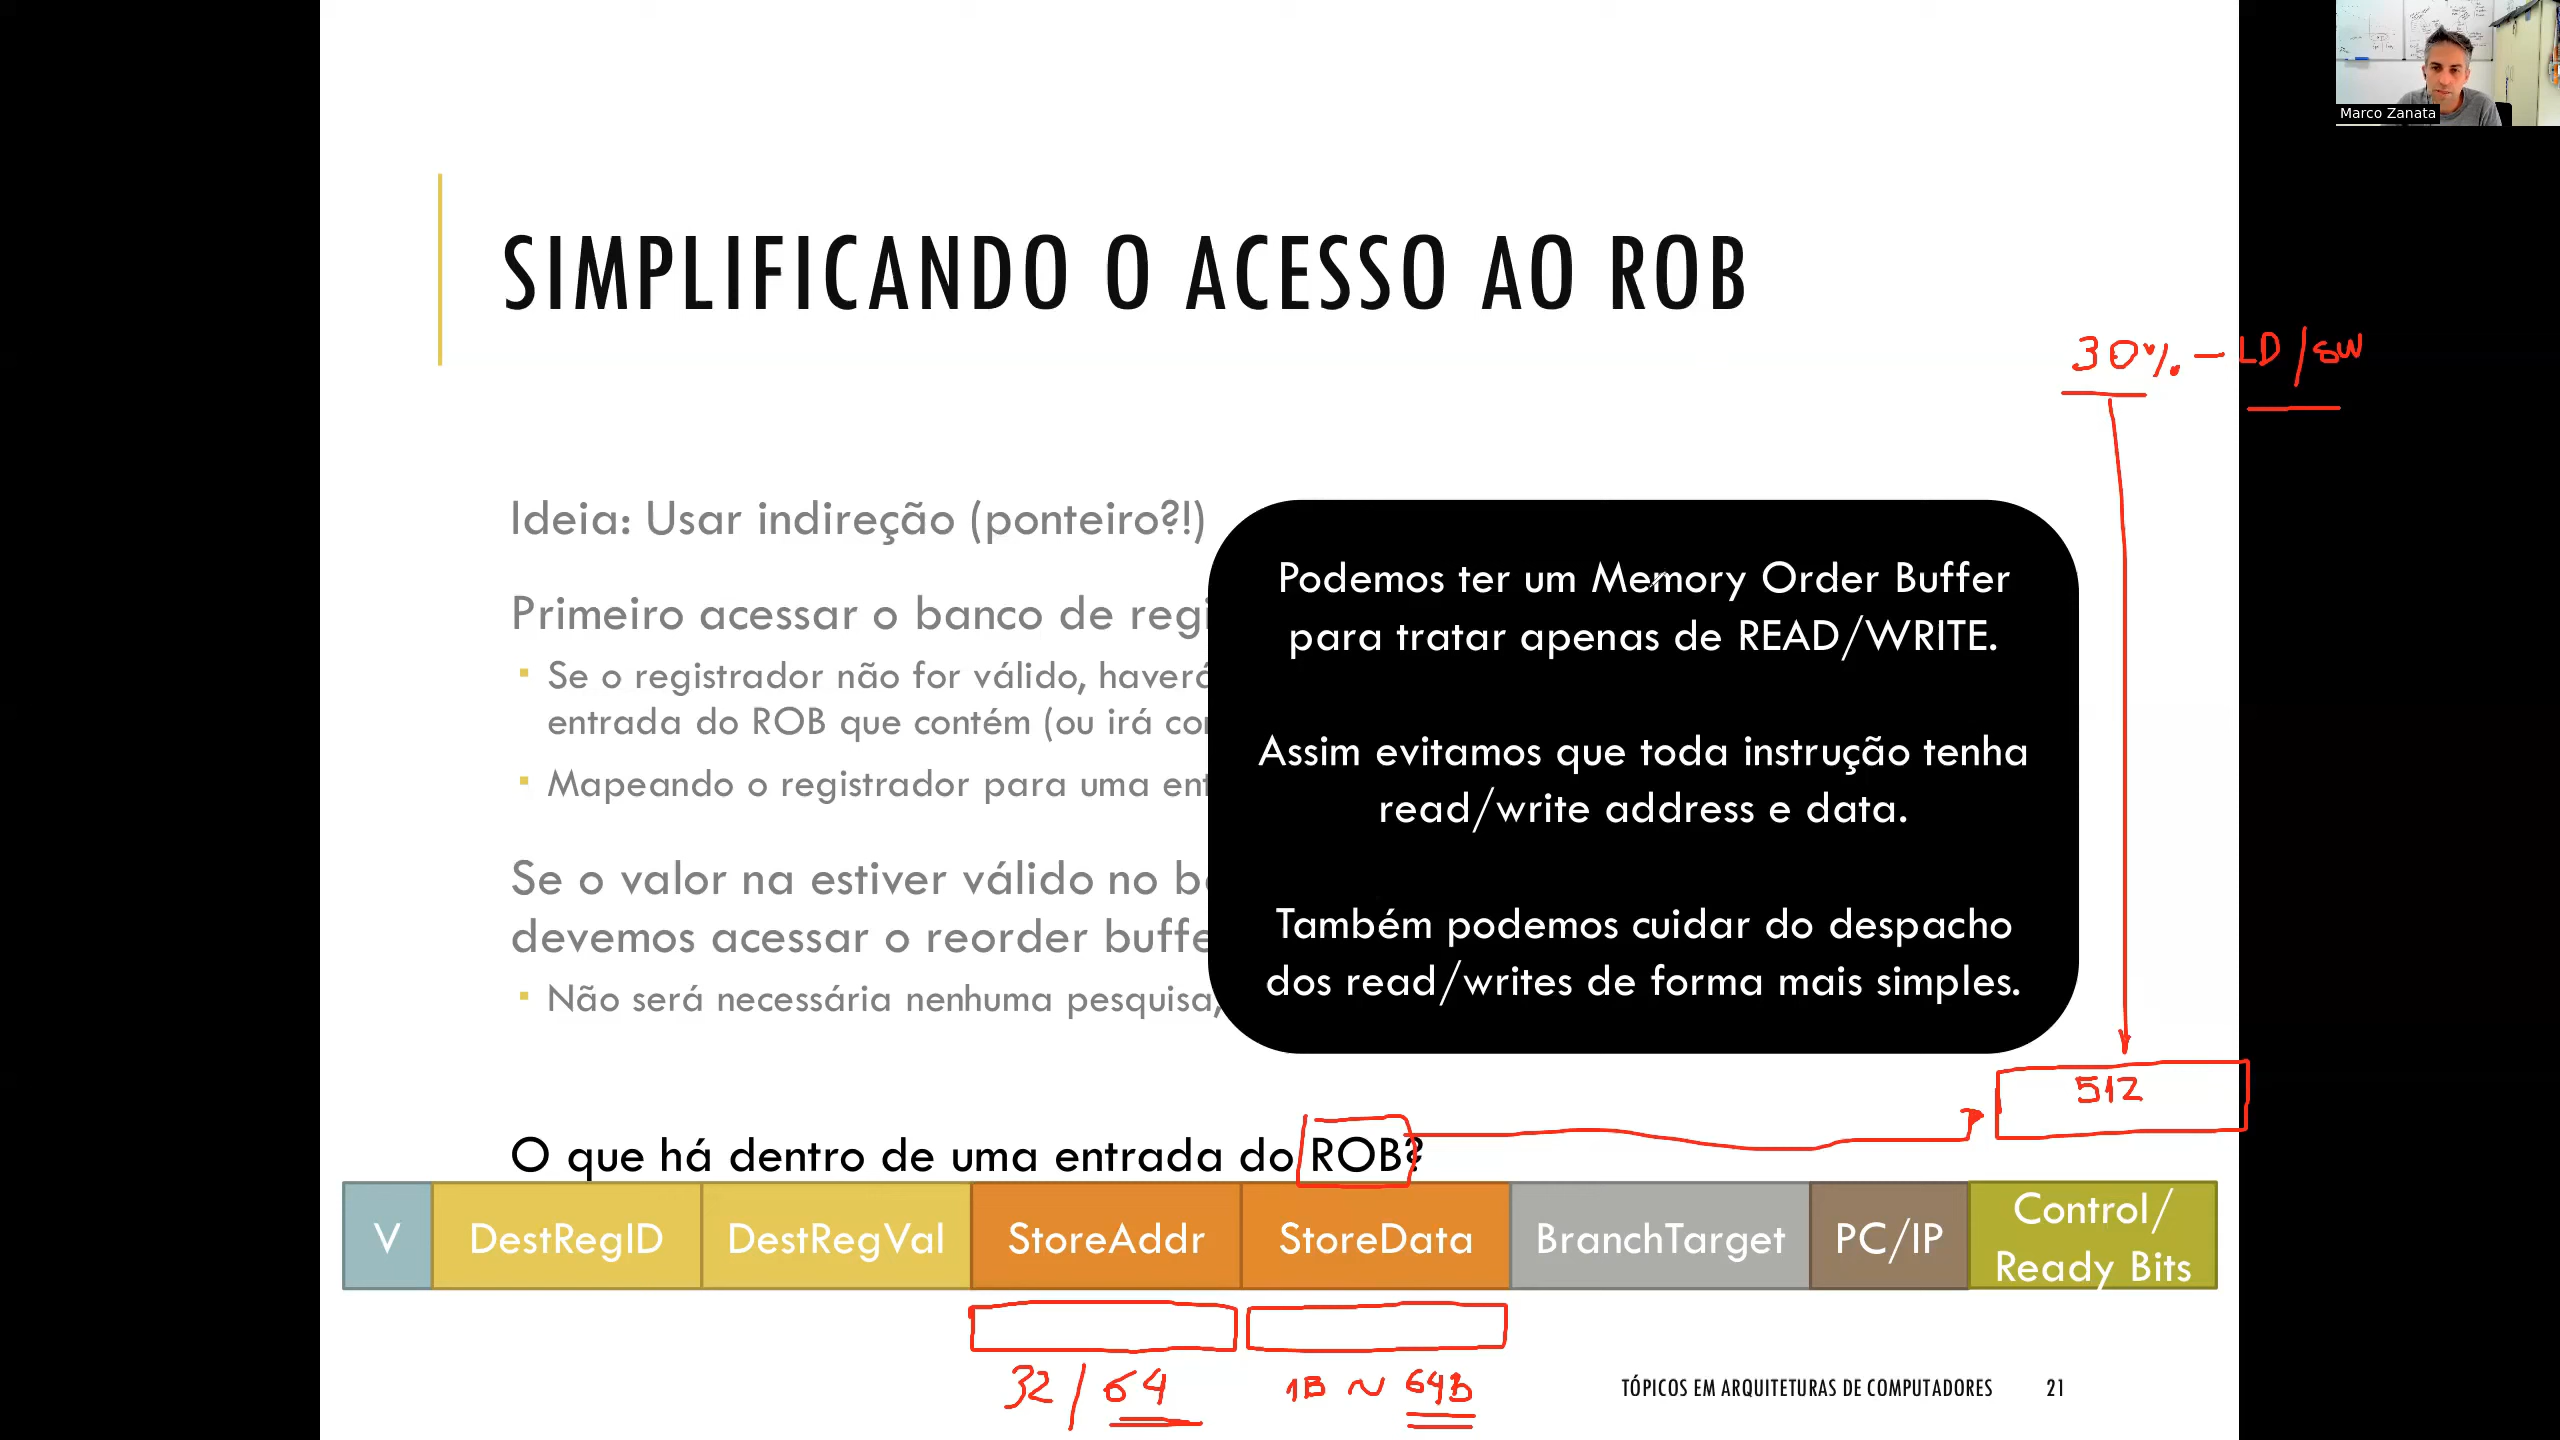 Marco Zanata
SIMPLIFICANDO O ACESSO AO ROB
30% - LD/SW
Ideia: Usar indireção (ponteiro?!)
Primeiro acessar o banco de regi
Se o registrador não for válido, haverá
entrada do ROB que contém (ou irá co
Mapeando o registrador para uma ent
Se o valor na estiver válido no b
devemos acessar o reorder buffe
Não será necessária nenhuma pesquisa,
Podemos ter um Memory Order Buffer
para tratar apenas de READ/WRITE.
Assim evitamos que toda instrução tenha
read/write address e data.
Também podemos cuidar do despacho
dos read/writes de forma mais simples.
512
O que há dentro de uma entrada do ROB?
V DestRegID DestRegVal StoreAddr StoreData BranchTarget PC/IP Control/
Ready Bits
32/64 1B ~ 64B
TÓPICOS EM ARQUITETURAS DE COMPUTADORES 21